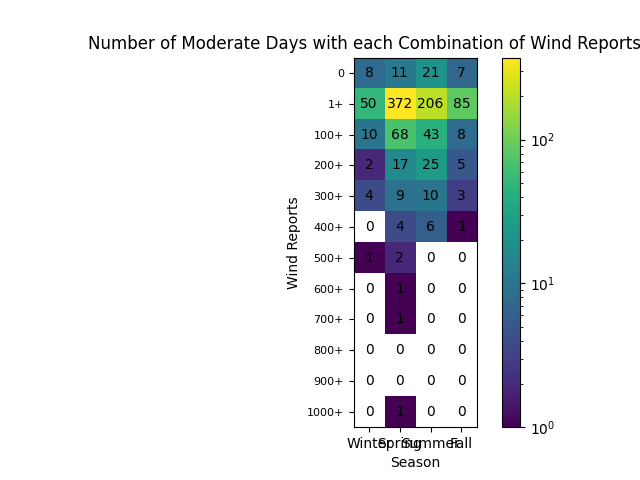 Number of Moderate Days with each Combination of Wind Reports
0 8 11 21 7
1+ 50 372 206 85
100+ 10 68 43 8
200+ 2 17 25 5
300+ 4 9 10 3
400+ 0 4 6 1
500+ 1 2 0 0
600+ 0 1 0 0
700+ 0 1 0 0
800+ 0 0 0 0
900+ 0 0 0 0
1000+ 0 1 0 0
Winter Spring Summer Fall
Season
Wind Reports
10²
10¹
10⁰